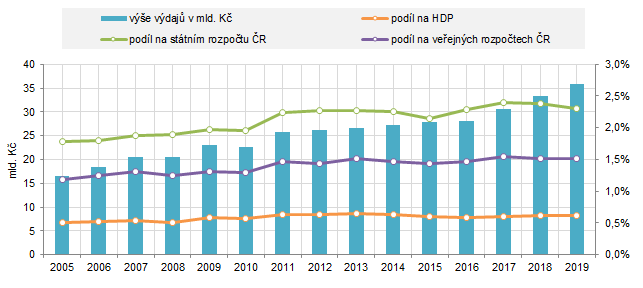 výše výdajů v mld. Kč podíl na HDP
podíl na státním rozpočtu ČR podíl na veřejných rozpočtech ČR
40 3,0%
35 2,5%
30 2,0%
25
20 1,5%
15 1,0%
10 0,5%
5
0 0,0%
mld. Kč
2005 2006 2007 2008 2009 2010 2011 2012 2013 2014 2015 2016 2017 2018 2019